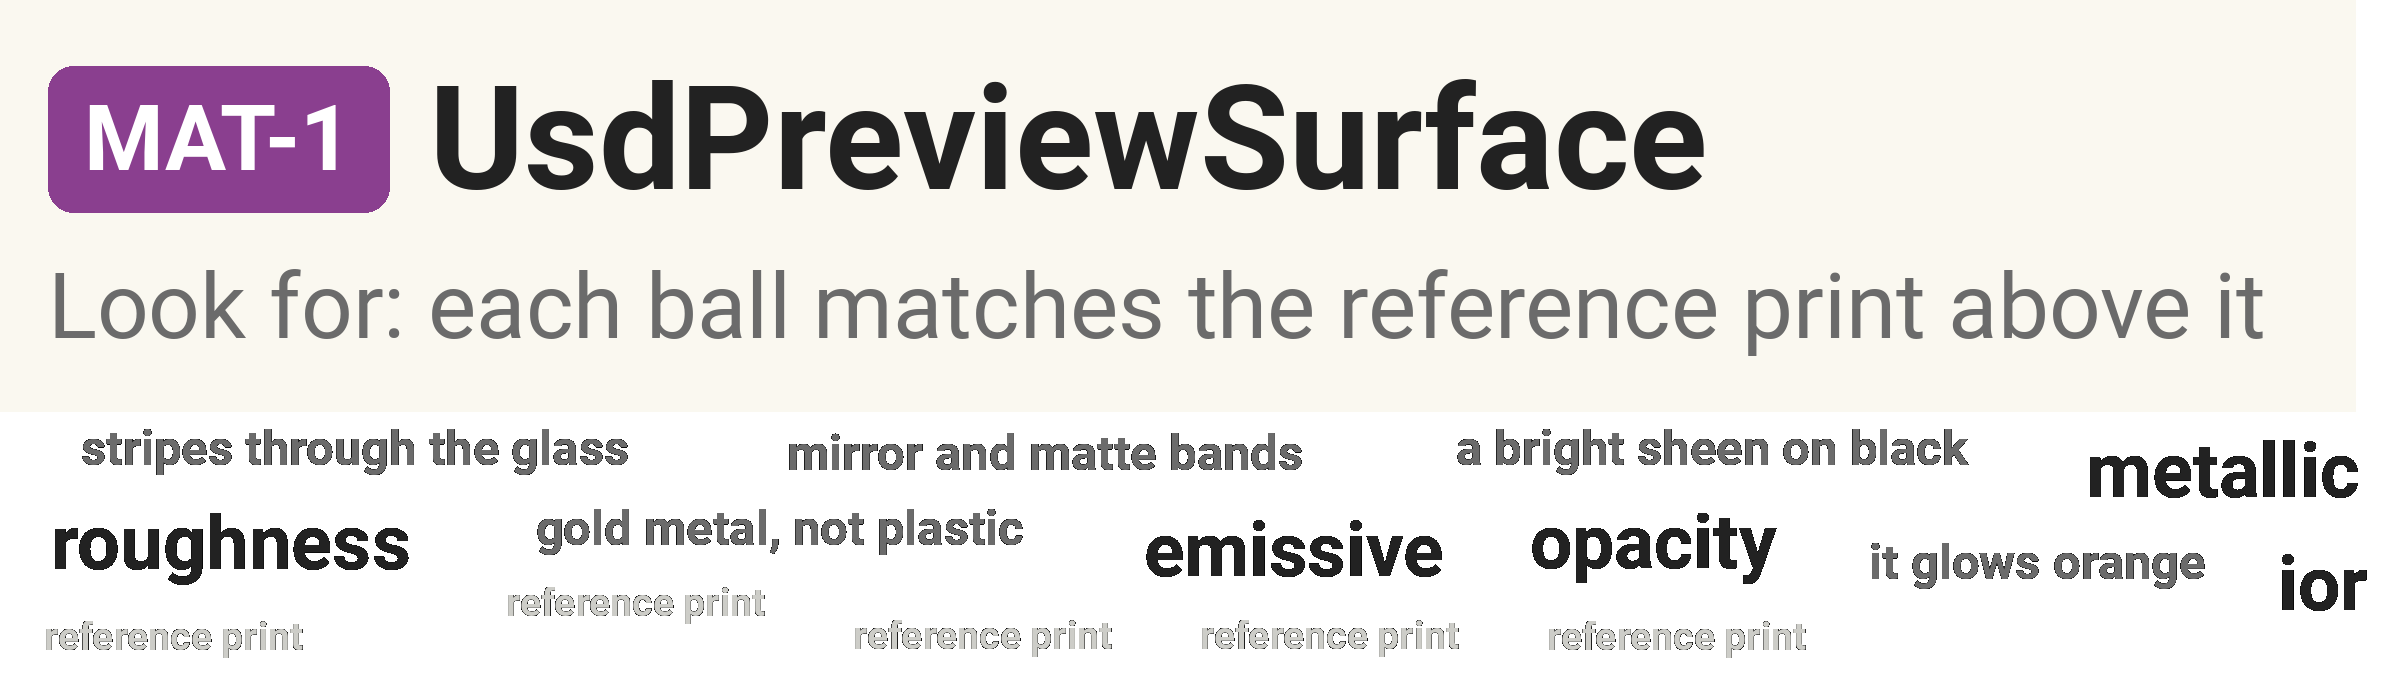 MAT-1 UsdPreviewSurface
Look for: each ball matches the reference print above it
stripes through the glass
mirror and matte bands
a bright sheen on black
metallic
roughness
gold metal, not plastic
emissive
opacity
it glows orange
ior
reference print
reference print
reference print
reference print
reference print